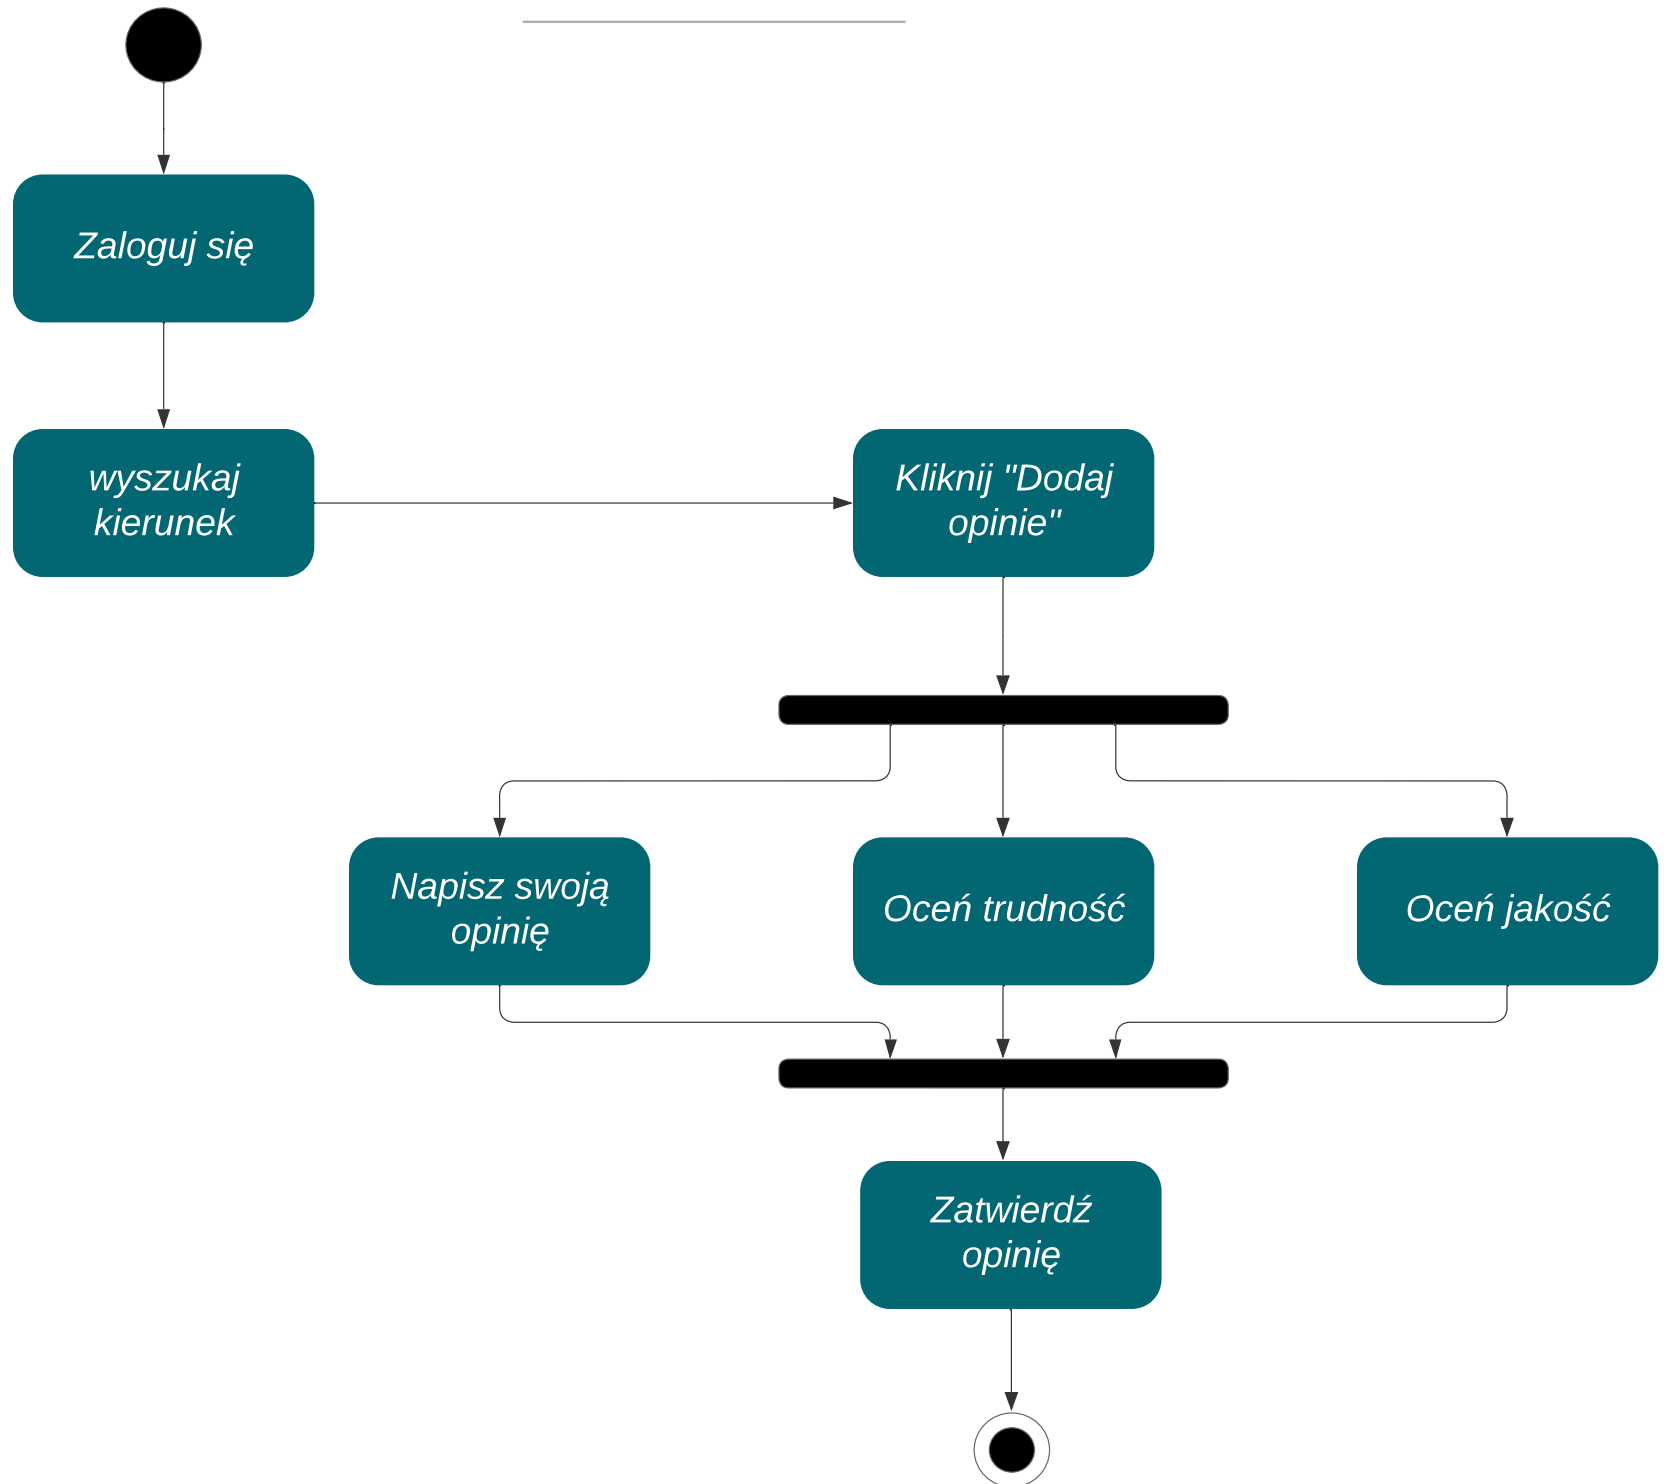 Zaloguj się
wyszukaj
kierunek
Kliknij "Dodaj
opinie"
Napisz swoją
opinię
Oceń trudność
Oceń jakość
Zatwierdź
opinię